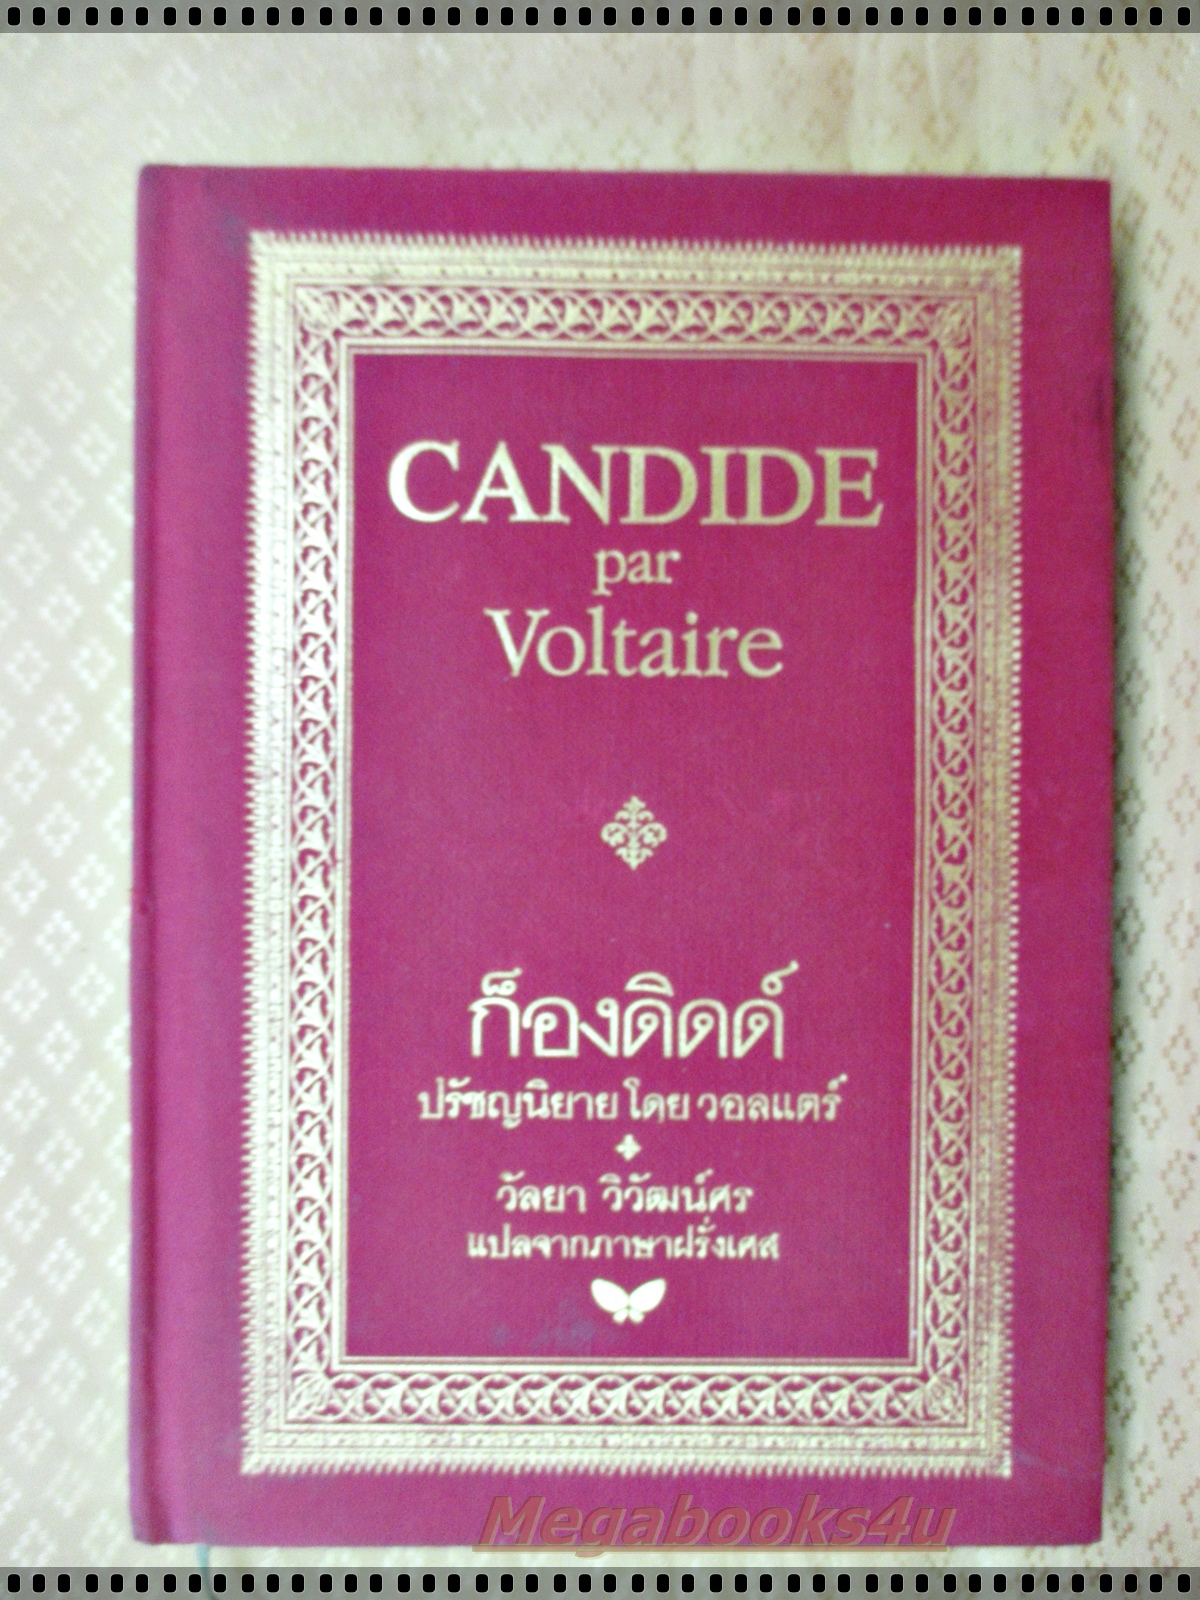 CANDIDE
par
Voltaire
ก็องดิดด์
ปรัชญนิยาย โดย วอลแตร์
วัลยา วิวัฒน์ศร
แปลจากภาษาฝรั่งเศส
Megabooks4u